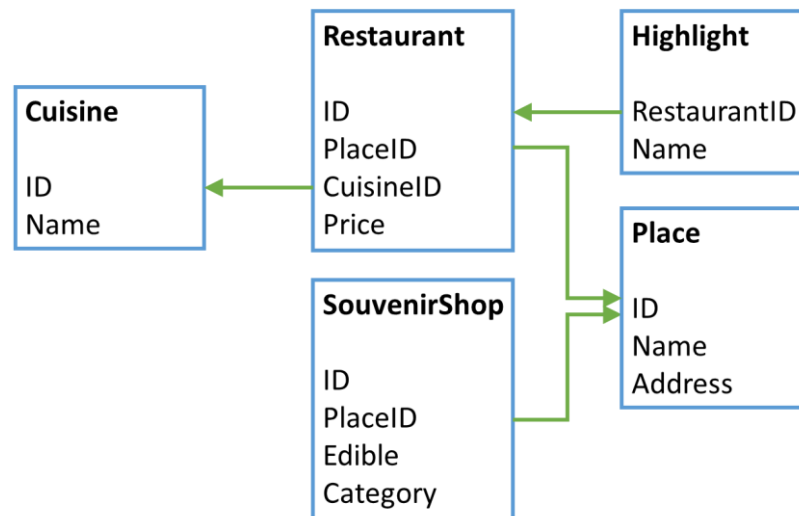 Cuisine
ID
Name
Restaurant
ID
PlaceID
CuisineID
Price
Highlight
RestaurantID
Name
SouvenirShop
ID
PlaceID
Edible
Category
Place
ID
Name
Address